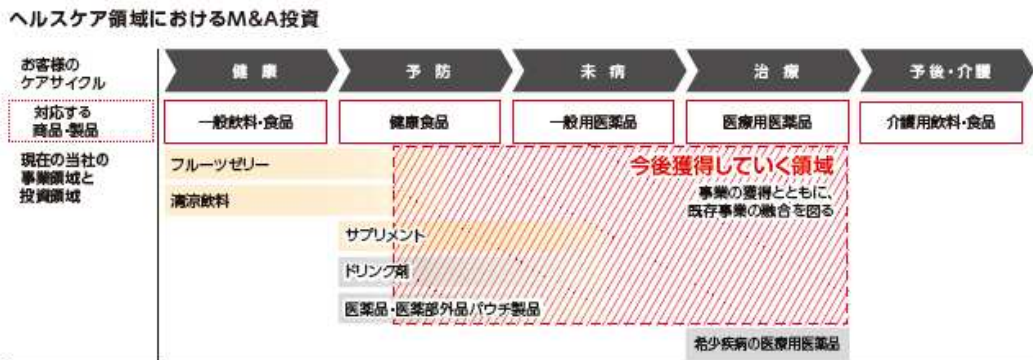 ヘルスケア領域におけるM&A投資
お客様の
ケアサイクル
健 康
予 防
未 病
治 療
予後・介護
対応する
商品・製品
一般飲料・食品
健康食品
一般用医薬品
医療用医薬品
介護用飲料・食品
現在の当社の
事業領域と
投資領域
フルーツゼリー
清涼飲料
サプリメント
ドリンク剤
医薬品・医薬部外品パウチ製品
今後獲得していく領域
事業の獲得とともに、
既存事業の融合を図る
希少疾病の医療用医薬品